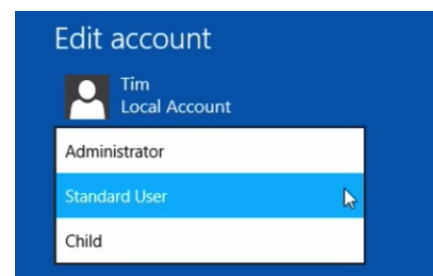 Edit account
Tim
Local Account
Administrator
Standard User
Child